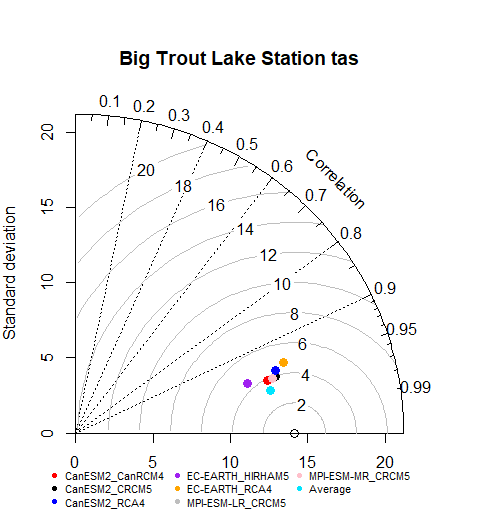 Big Trout Lake Station tas
0.1 0.2 0.3 0.4 0.5 0.6 0.7 0.8 0.9 0.95 0.99
Correlation
Standard deviation
20 15 10 5 0
20 18 16 14 12 10 8 6 4 2
0 5 10 15 20
CanESM2_CanRCM4 EC-EARTH_HIRHAM5 MPI-ESM-MR_CRCM5
CanESM2_CRCM5 EC-EARTH_RCA4 Average
CanESM2_RCA4 MPI-ESM-LR_CRCM5